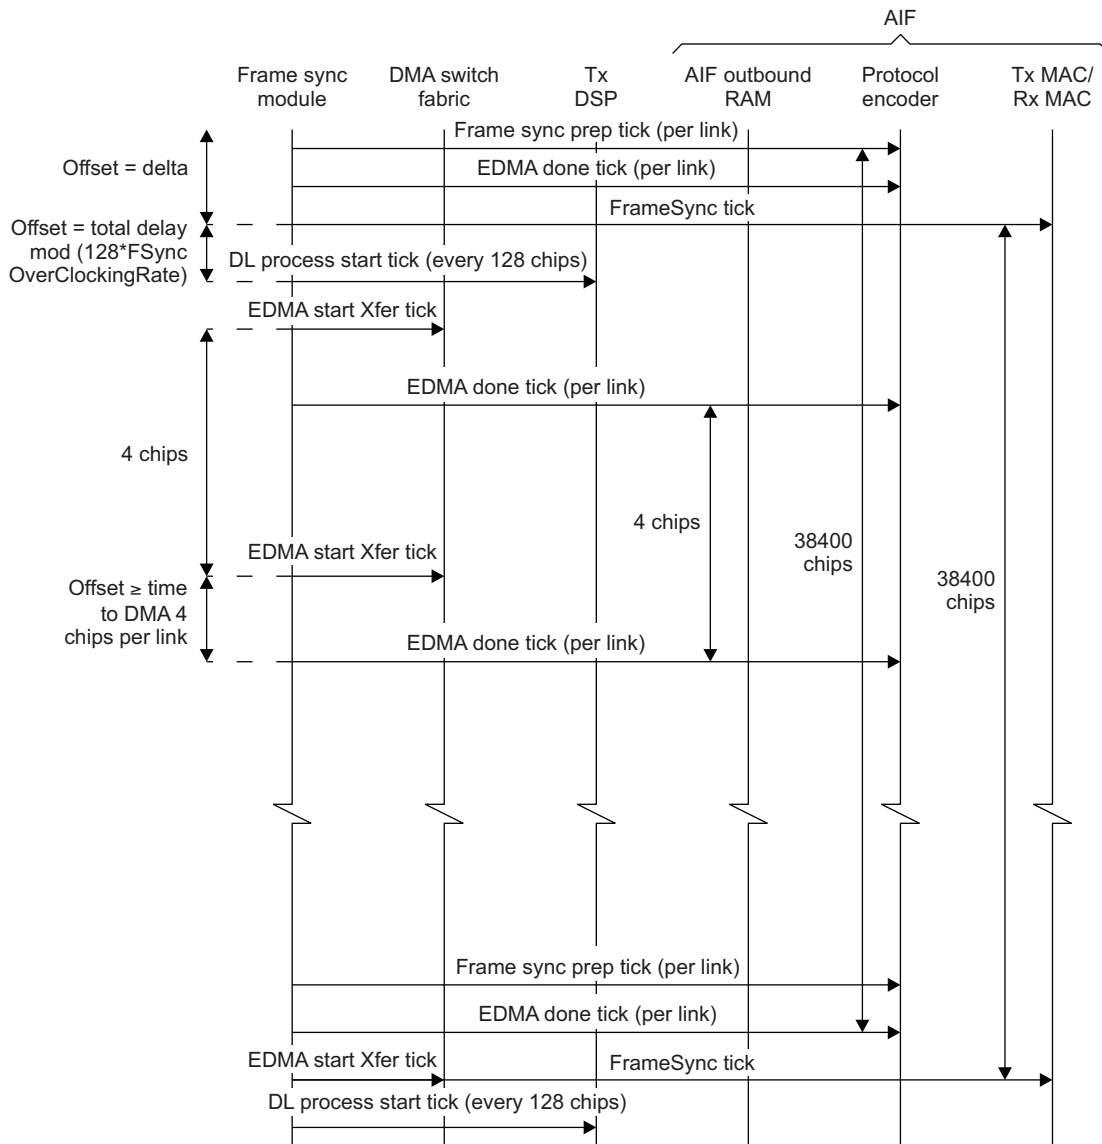 AIF
Frame sync
module
DMA switch
fabric
Tx
DSP
AIF outbound
RAM
Protocol
encoder
Tx MAC/
Rx MAC
Frame sync prep tick (per link)
Offset = delta
EDMA done tick (per link)
FrameSync tick
Offset = total delay
mod (128*FSync
OverClockingRate)
DL process start tick (every 128 chips)
EDMA start Xfer tick
EDMA done tick (per link)
4 chips
4 chips
38400
chips
38400
chips
EDMA start Xfer tick
Offset ≥ time
to DMA 4
chips per link
EDMA done tick (per link)
Frame sync prep tick (per link)
EDMA done tick (per link)
EDMA start Xfer tick
FrameSync tick
DL process start tick (every 128 chips)